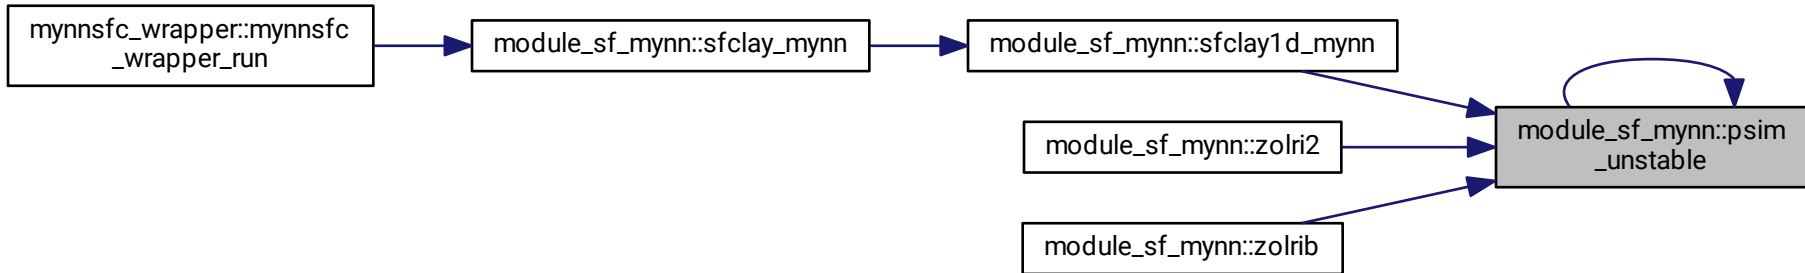 mynnsfc_wrapper::mynnsfc
_wrapper_run
module_sf_mynn::sfclay_mynn
module_sf_mynn::sfclay1d_mynn
module_sf_mynn::zolri2
module_sf_mynn::zolrib
module_sf_mynn::psim
_unstable